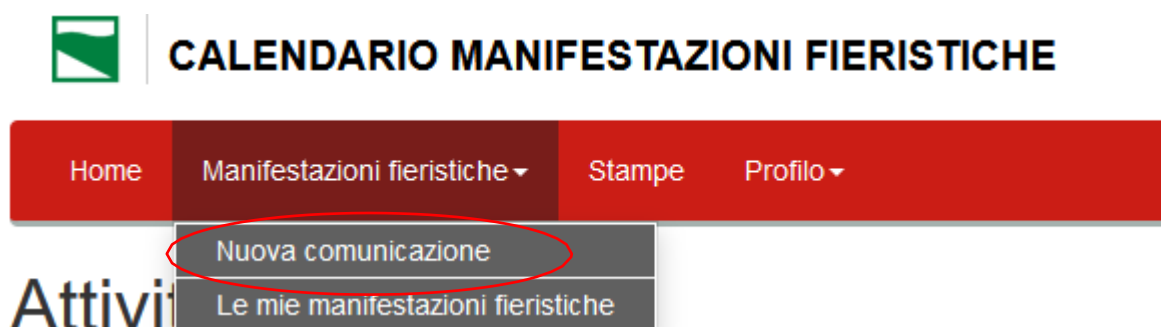 CALENDARIO MANIFESTAZIONI FIERISTICHE
Home Manifestazioni fieristiche Stampe Profilo
Nuova comunicazione
Le mie manifestazioni fieristiche